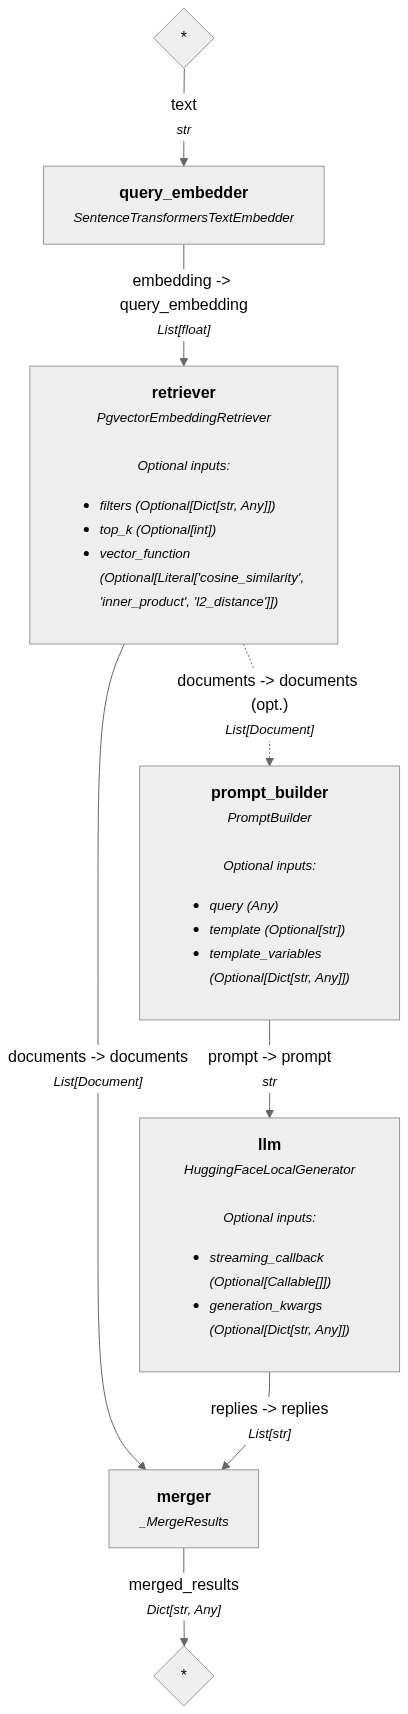 *
text
str
query_embedder
SentenceTransformersTextEmbedder
embedding ->
query_embedding
List[float]
retriever
PgvectorEmbeddingRetriever
Optional inputs:
• filters (Optional[Dict[str, Any]])
• top_k (Optional[int])
• vector_function
(Optional[Literal['cosine_similarity',
'inner_product', 'l2_distance']])
documents -> documents
(opt.)
List[Document]
prompt_builder
PromptBuilder
Optional inputs:
• query (Any)
• template (Optional[str])
• template_variables
(Optional[Dict[str, Any]])
documents -> documents
List[Document]
prompt -> prompt
str
llm
HuggingFaceLocalGenerator
Optional inputs:
• streaming_callback
(Optional[Callable[]])
• generation_kwargs
(Optional[Dict[str, Any]])
replies -> replies
List[str]
merger
_MergeResults
merged_results
Dict[str, Any]
*